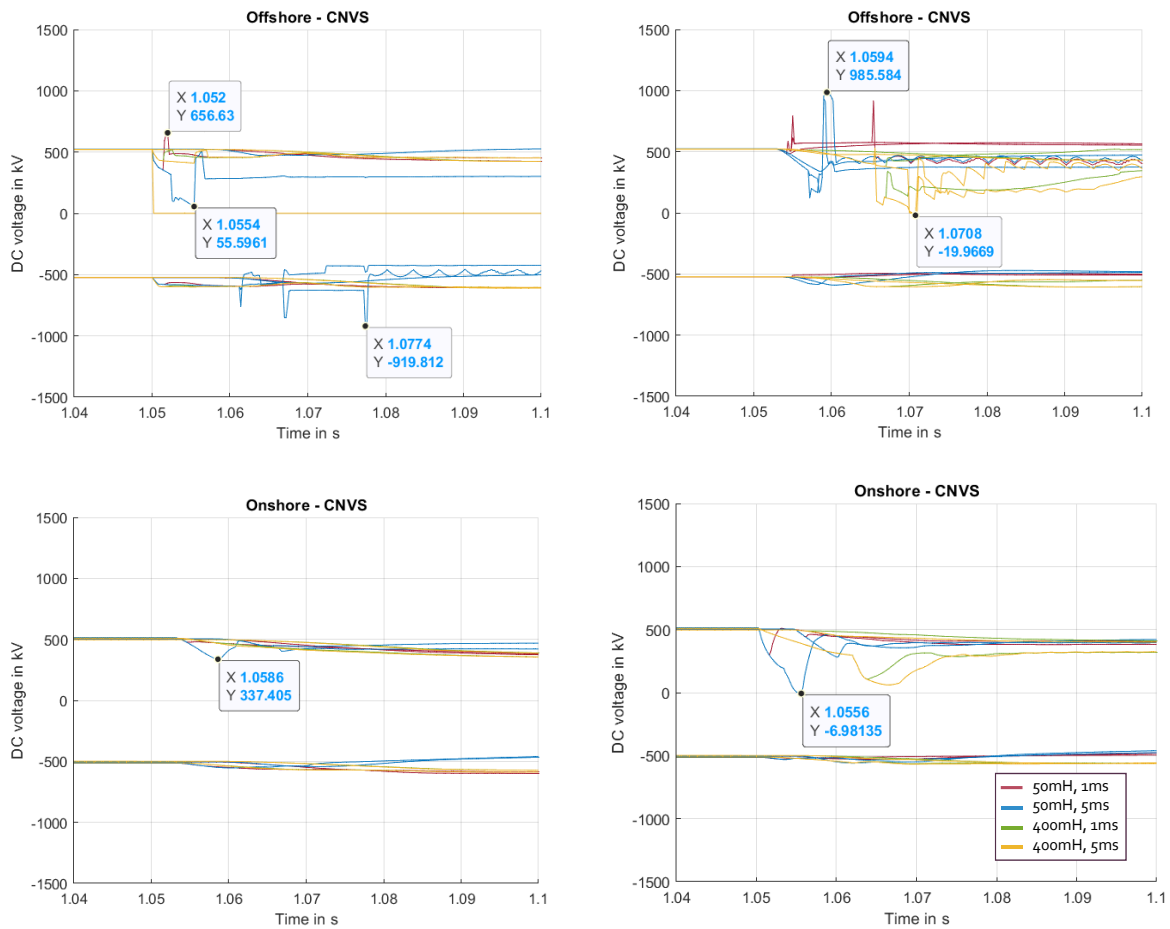 Offshore - CNVS
1500
1000
500
0
-500
-1000
-1500
DC voltage in kV
X 1.052
Y 656.63
X 1.0554
Y 55.5961
X 1.0774
Y -919.812
1.04 1.05 1.06 1.07 1.08 1.09 1.1
Time in s
Offshore - CNVS
1500
1000
500
0
-500
-1000
-1500
DC voltage in kV
X 1.0594
Y 985.584
X 1.0708
Y -19.9669
1.04 1.05 1.06 1.07 1.08 1.09 1.1
Time in s
Onshore - CNVS
1500
1000
500
0
-500
-1000
-1500
DC voltage in kV
X 1.0586
Y 337.405
1.04 1.05 1.06 1.07 1.08 1.09 1.1
Time in s
Onshore - CNVS
1500
1000
500
0
-500
-1000
-1500
DC voltage in kV
X 1.0556
Y -6.98135
50mH, 1ms
50mH, 5ms
400mH, 1ms
400mH, 5ms
1.04 1.05 1.06 1.07 1.08 1.09 1.1
Time in s